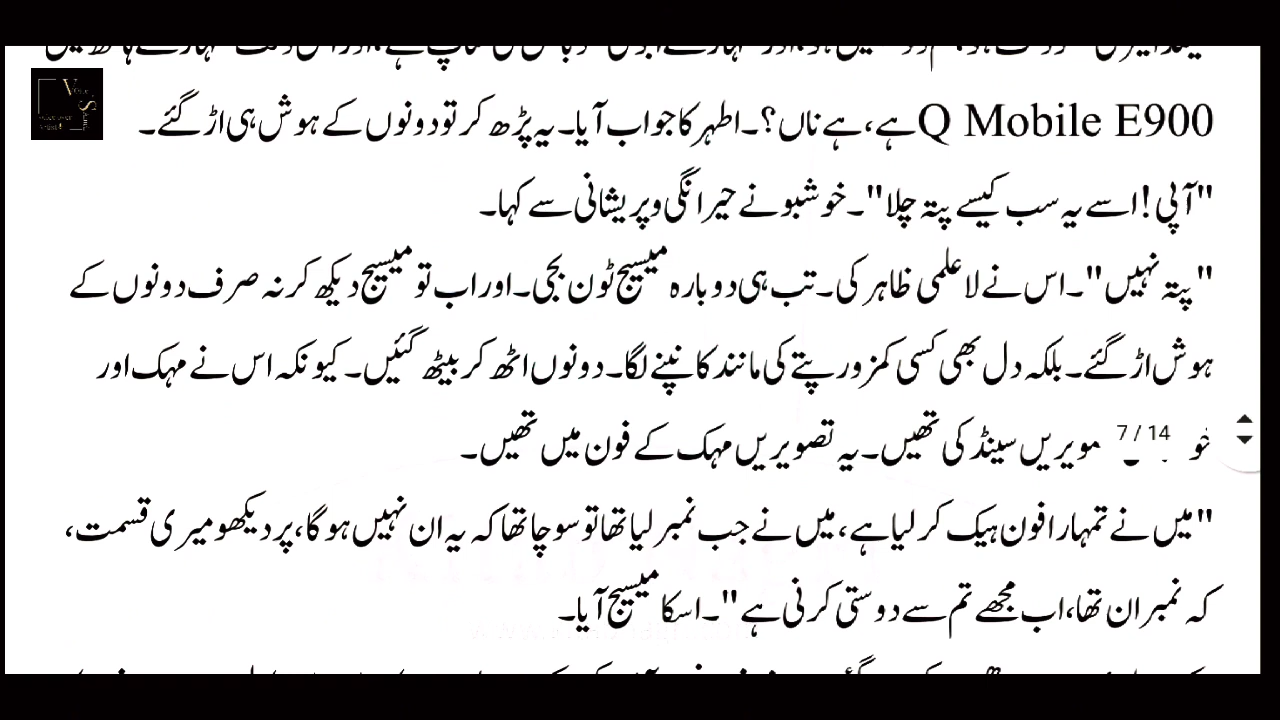 Q Mobile E900 ہے، ہے ناں؟۔ اطہر کا جواب آیا۔ یہ پڑھ کر تو دونوں کے ہوش ہی اڑ گئے۔
"آپی! اسے یہ سب کیسے پتہ چلا"۔ خوشبو نے حیرانگی و پریشانی سے کہا۔
"پتہ نہیں"۔ اس نے لاعلمی ظاہر کی۔ تب ہی دوبارہ میسیج ٹون بجی۔ اور اب تو میسیج دیکھ کر نہ صرف دونوں کے
ہوش اڑ گئے۔ بلکہ دل بھی کسی کمزور پتے کی مانند کانپنے لگا۔ دونوں اٹھ کر بیٹھ گئیں۔ کیونکہ اس نے مہک اور
سینڈ کی تھیں۔ یہ تصویریں مہک کے فون میں تھیں۔
7 / 14
"میں نے تمہارا فون ہیک کر لیا ہے، میں نے جب نمبر لیا تھا تو سوچا تھا کہ یہ ان نہیں ہو گا، پر دیکھو میری قسمت،
کہ نمبر ان تھا، اب مجھے تم سے دوستی کرنی ہے"۔ اسکا میسیج آیا۔